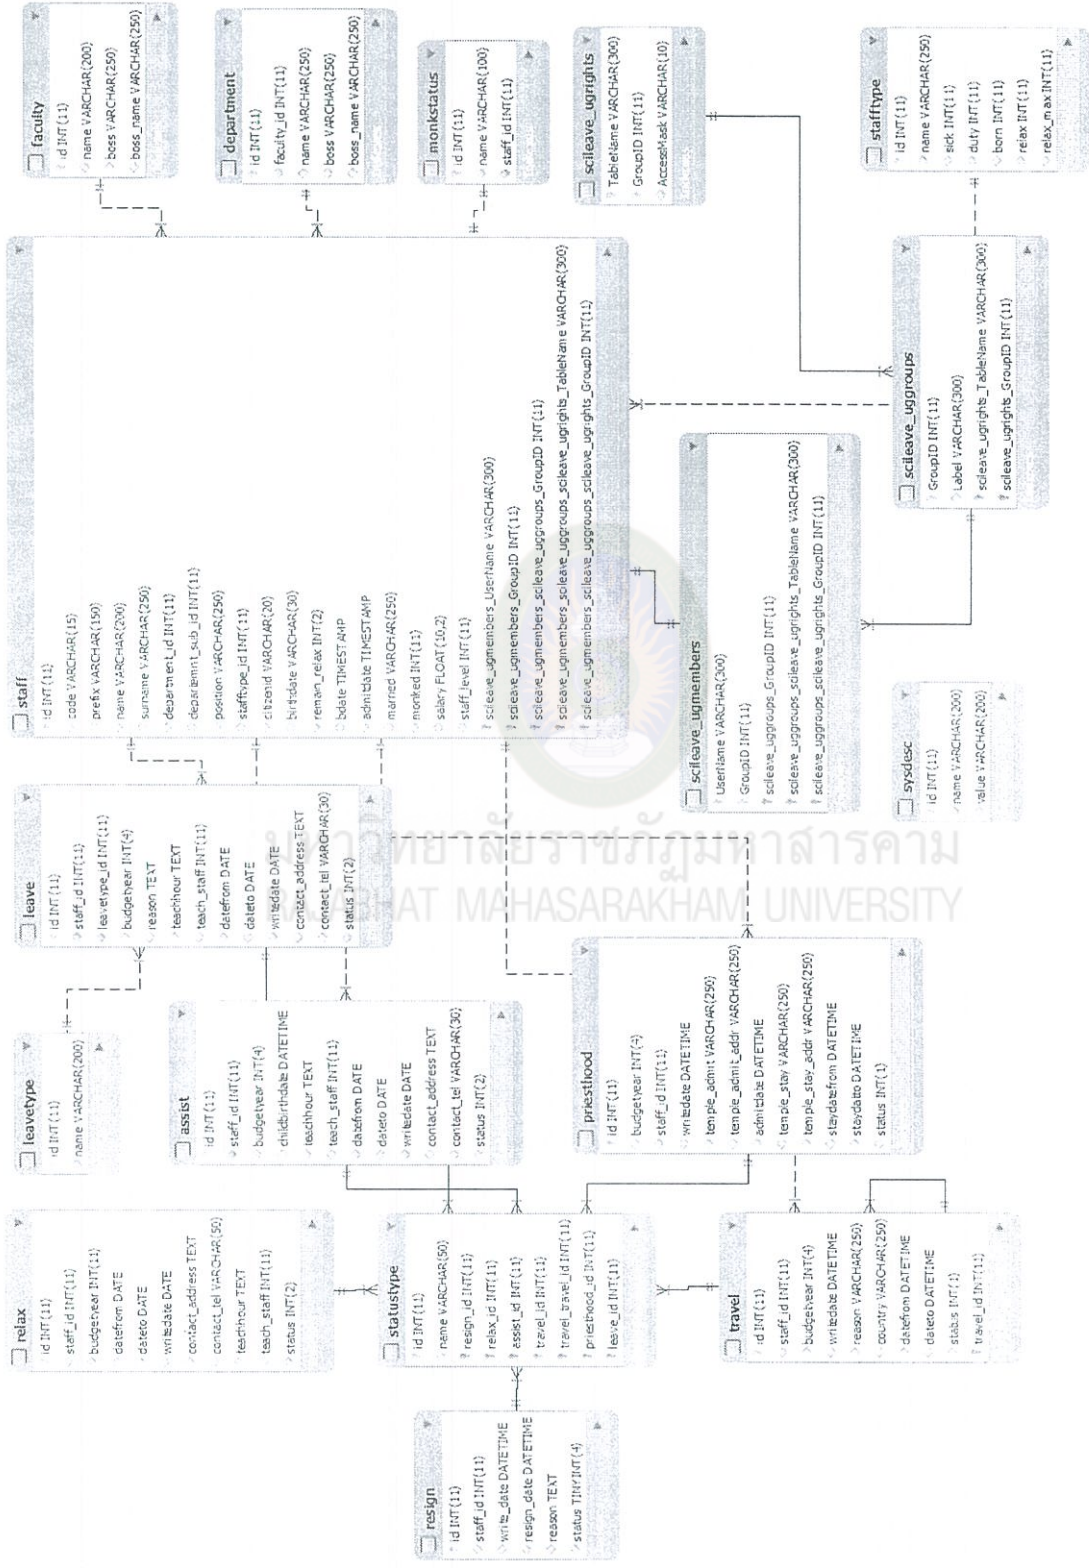 relax
id INT(11)
staff_id INT(11)
budgetyear INT(11)
datefrom DATE
dateto DATE
writedate DATE
contact_address TEXT
contact_tel VARCHAR(50)
teachhour TEXT
teach_staff INT(11)
status INT(2)
leavetype
id INT(11)
name VARCHAR(200)
leave
id INT(11)
staff_id INT(11)
leavetype_id INT(11)
budgetyear INT(4)
reason TEXT
teachhour TEXT
teach_staff INT(11)
datefrom DATE
dateto DATE
writedate DATE
contact_address TEXT
contact_tel VARCHAR(30)
status INT(2)
staff
id INT(11)
code VARCHAR(15)
prefix VARCHAR(150)
name VARCHAR(200)
surname VARCHAR(250)
department_id INT(11)
departemnt_sub_id INT(11)
position VARCHAR(250)
stafftype_id INT(11)
citizenid VARCHAR(20)
birthdate VARCHAR(30)
remain_relax INT(2)
bdate TIMESTAMP
admitdate TIMESTAMP
married VARCHAR(250)
monked INT(11)
salary FLOAT(10,2)
staff_level INT(11)
scileave_ugmembers_UserName VARCHAR(300)
scileave_ugmembers_GroupID INT(11)
scileave_ugmembers_scileave_uggroups_GroupID INT(11)
scileave_ugmembers_scileave_uggroups_scileave_ugrights_TableName VARCHAR(300)
scileave_ugmembers_scileave_uggroups_scileave_ugrights_GroupID INT(11)
faculty
id INT(11)
name VARCHAR(200)
boss VARCHAR(250)
boss_name VARCHAR(250)
department
id INT(11)
faculty_id INT(11)
name VARCHAR(250)
boss VARCHAR(250)
boss_name VARCHAR(250)
monkstatus
id INT(11)
name VARCHAR(100)
staff_id INT(11)
resign
id INT(11)
staff_id INT(11)
write_date DATETIME
resign_date DATETIME
reason TEXT
status TINYINT(4)
statustype
id INT(11)
name VARCHAR(50)
resign_id INT(11)
relax_id INT(11)
assist_id INT(11)
travel_id INT(11)
travel_travel_id INT(11)
priesthood_id INT(11)
leave_id INT(11)
assist
id INT(11)
staff_id INT(11)
budgetyear INT(4)
childbirthdate DATETIME
teachhour TEXT
teach_staff INT(11)
datefrom DATE
dateto DATE
writedate DATE
contact_address TEXT
contact_tel VARCHAR(30)
status INT(2)
travel
id INT(11)
staff_id INT(11)
budgetyear INT(4)
writedate DATETIME
reason VARCHAR(250)
country VARCHAR(250)
datefrom DATETIME
dateto DATETIME
status INT(1)
travel_id INT(11)
priesthood
id INT(11)
budgetyear INT(4)
staff_id INT(11)
writedate DATETIME
temple_admit VARCHAR(250)
temple_admit_addr VARCHAR(250)
admitdate DATETIME
temple_stay VARCHAR(250)
temple_stay_addr VARCHAR(250)
staydatefrom DATETIME
staydatto DATETIME
status INT(1)
sysdesc
id INT(11)
name VARCHAR(200)
value VARCHAR(200)
scileave_ugmembers
UserName VARCHAR(300)
GroupID INT(11)
scileave_uggroups_GroupID INT(11)
scileave_uggroups_scileave_ugrights_TableName VARCHAR(300)
scileave_uggroups_scileave_ugrights_GroupID INT(11)
scileave_uggroups
GroupID INT(11)
Label VARCHAR(300)
scileave_ugrights_TableName VARCHAR(300)
scileave_ugrights_GroupID INT(11)
scileave_ugrights
TableName VARCHAR(300)
GroupID INT(11)
AccessMask VARCHAR(10)
stafftype
id INT(11)
name VARCHAR(250)
sick INT(11)
duty INT(11)
born INT(11)
relax INT(11)
relax_max INT(11)
มหาวิทยาลัยราชภัฏมหาสารคาม
RAJABHAT MAHASARAKHAM UNIVERSITY